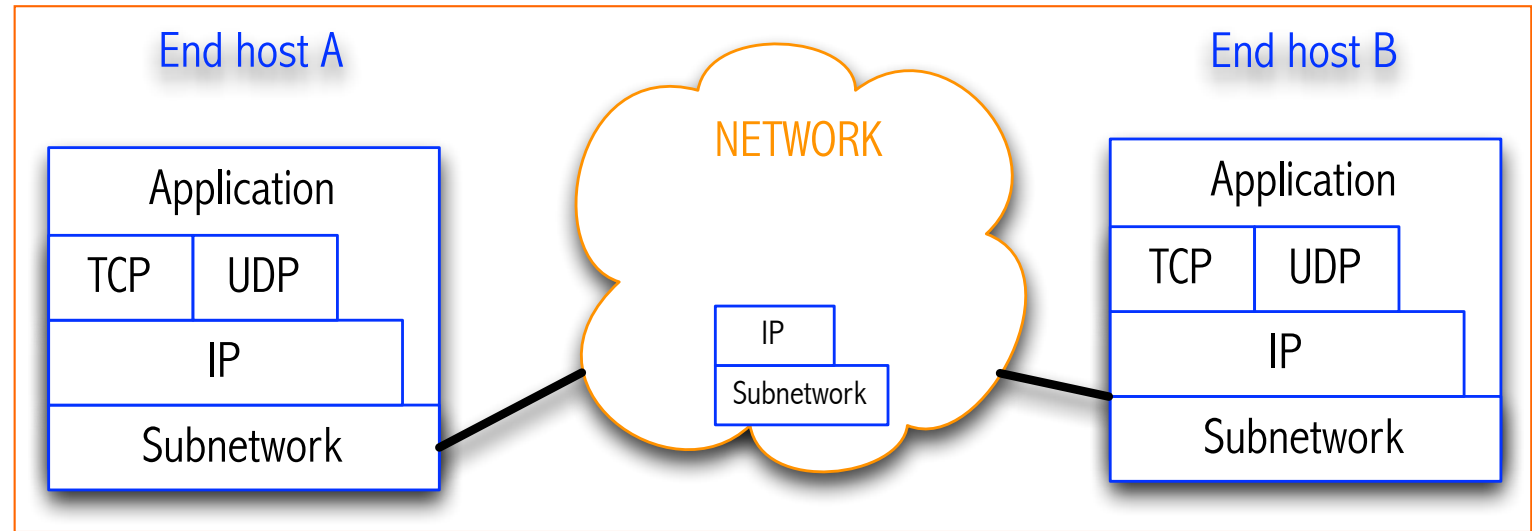 End host A
Application
TCP UDP
IP
Subnetwork
NETWORK
IP
Subnetwork
End host B
Application
TCP UDP
IP
Subnetwork